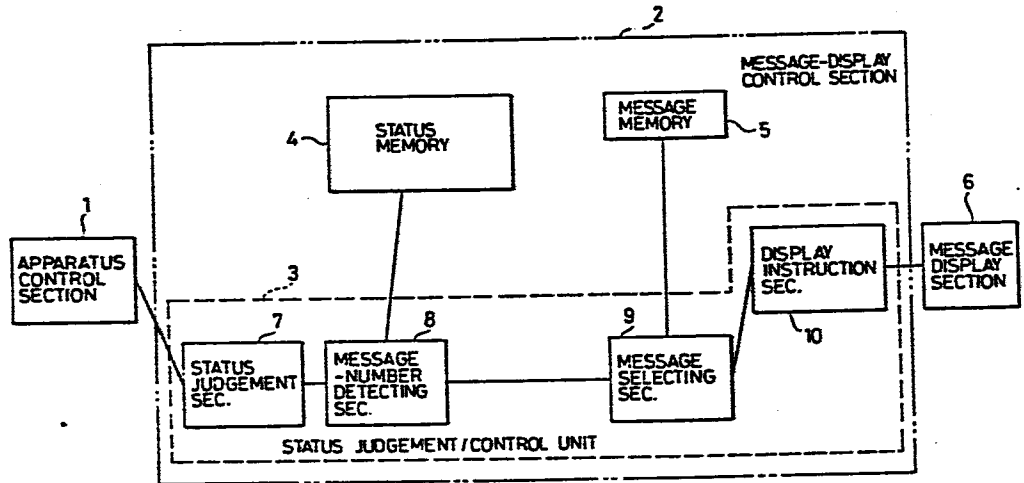 2
MESSAGE-DISPLAY
CONTROL SECTION
4
STATUS
MEMORY
MESSAGE
MEMORY
5
1
APPARATUS
CONTROL
SECTION
6
MESSAGE
DISPLAY
SECTION
DISPLAY
INSTRUCTION
SEC.
10
3
7
STATUS
JUDGEMENT
SEC.
8
MESSAGE
-NUMBER
DETECTING
SEC.
9
MESSAGE
SELECTING
SEC.
STATUS JUDGEMENT/CONTROL UNIT